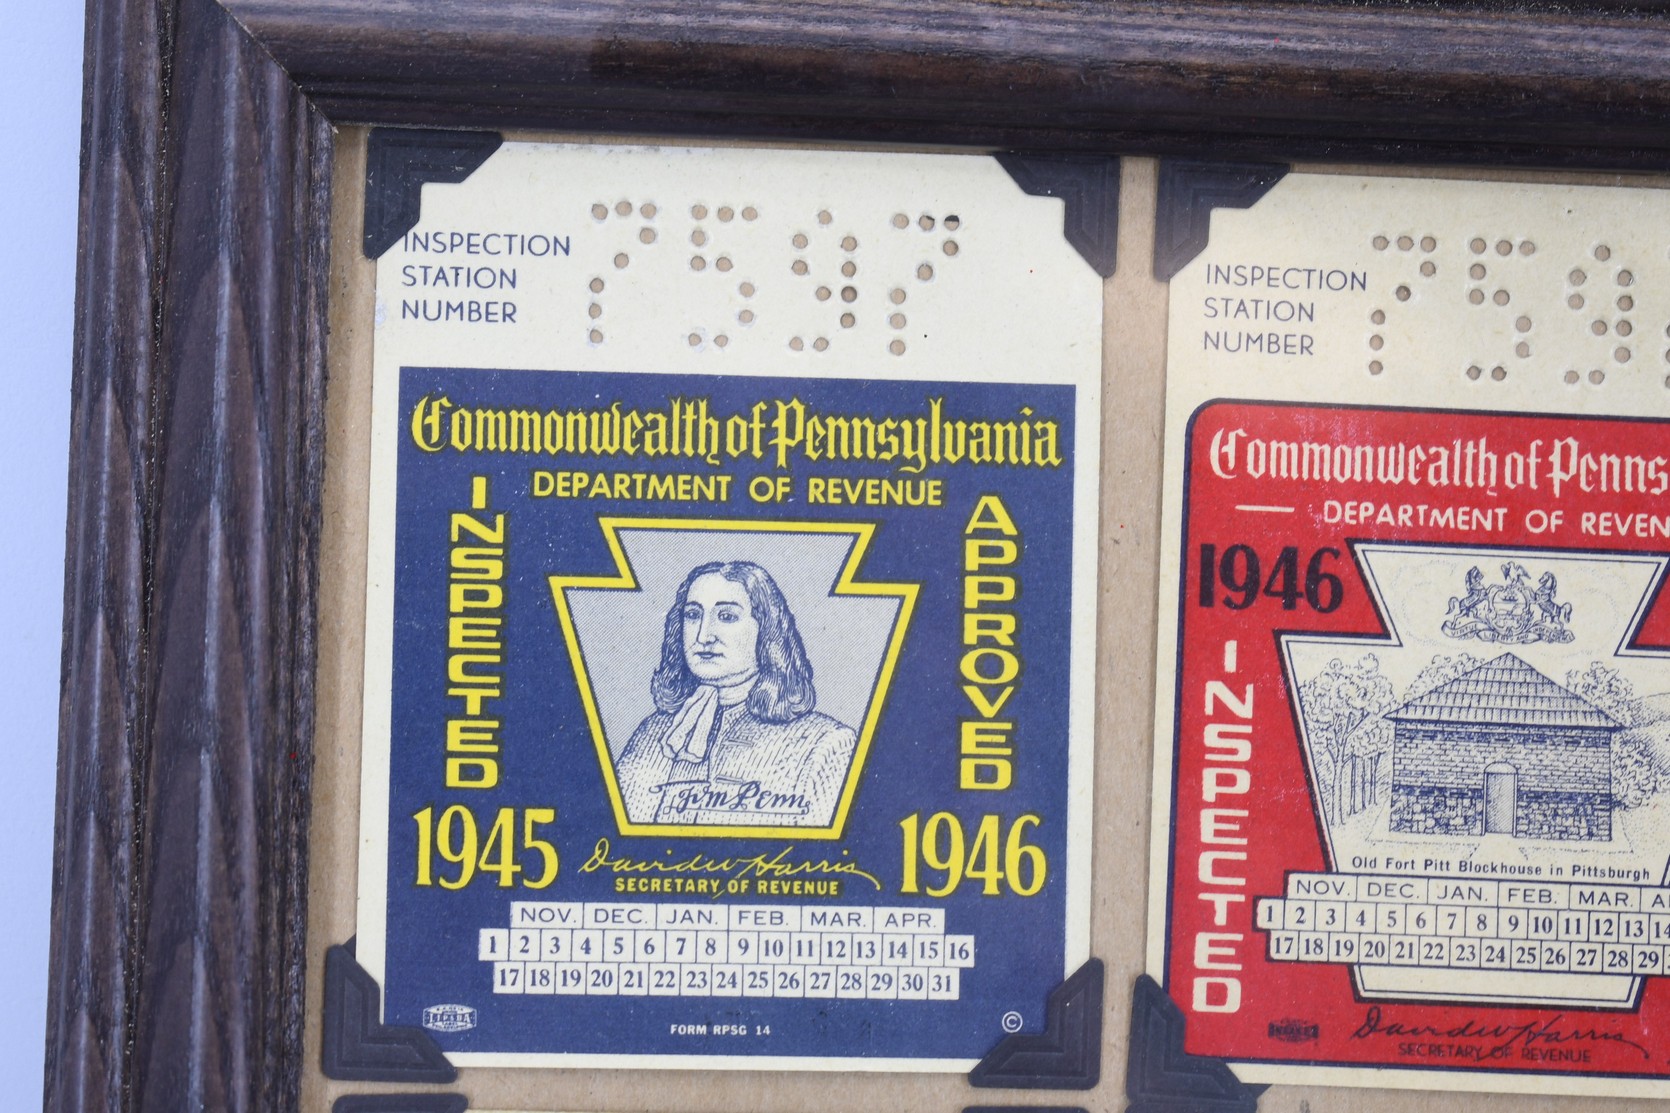 INSPECTION
STATION
NUMBER
7597
Commonwealth of Pennsylvania
DEPARTMENT OF REVENUE
INSPECTED
APPROVED
Wm Penn
1945
1946
David W Harris
SECRETARY OF REVENUE
NOV. DEC. JAN. FEB. MAR. APR.
1 2 3 4 5 6 7 8 9 10 11 12 13 14 15 16
17 18 19 20 21 22 23 24 25 26 27 28 29 30 31
FORM RPSG 14
©
INSPECTION
STATION
NUMBER
759
Commonwealth of Penns
DEPARTMENT OF REVEN
1946
INSPECTED
Old Fort Pitt Blockhouse in Pittsburgh
NOV. DEC. JAN. FEB. MAR. A
1 2 3 4 5 6 7 8 9 10 11 12 13 14
17 18 19 20 21 22 23 24 25 26 27 28 29
David W Harris
SECRETARY OF REVENUE